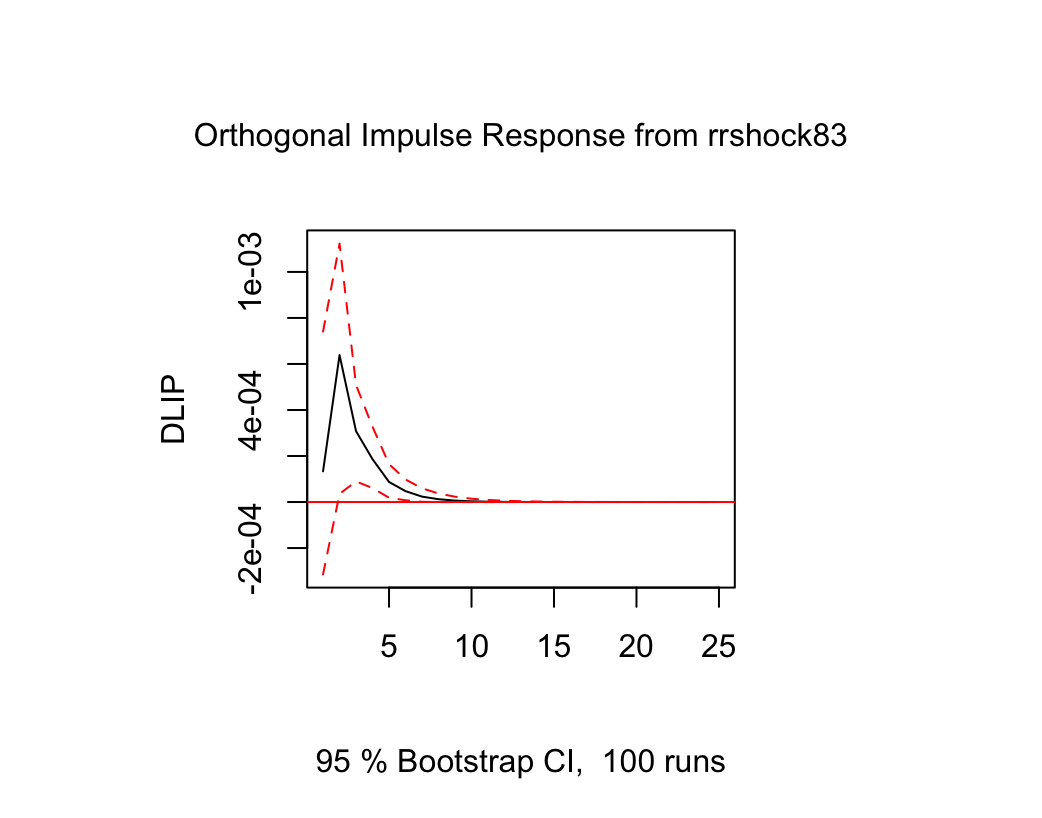 Orthogonal Impulse Response from rrshock83
DLIP
1e-03
4e-04
-2e-04
5 10 15 20 25
95 % Bootstrap CI,  100 runs